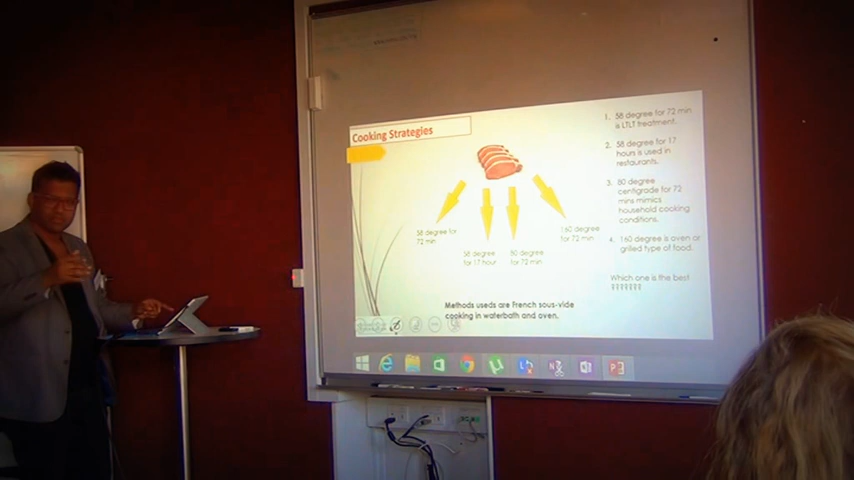 Cooking Strategies
58 degree for
72 min
58 degree
for 17 hour
80 degree
for 72 min
160 degree
for 72 min
Methods useds are French sous-vide
cooking in waterbath and oven.
1. 58 degree for 72 min
is LTLT treatment.
2. 58 degree for 17
hours is used in
restaurants.
3. 80 degree
centigrade for 72
mins mimics
household cooking
conditions.
4. 160 degree is oven or
grilled type of food.
Which one is the best
???????